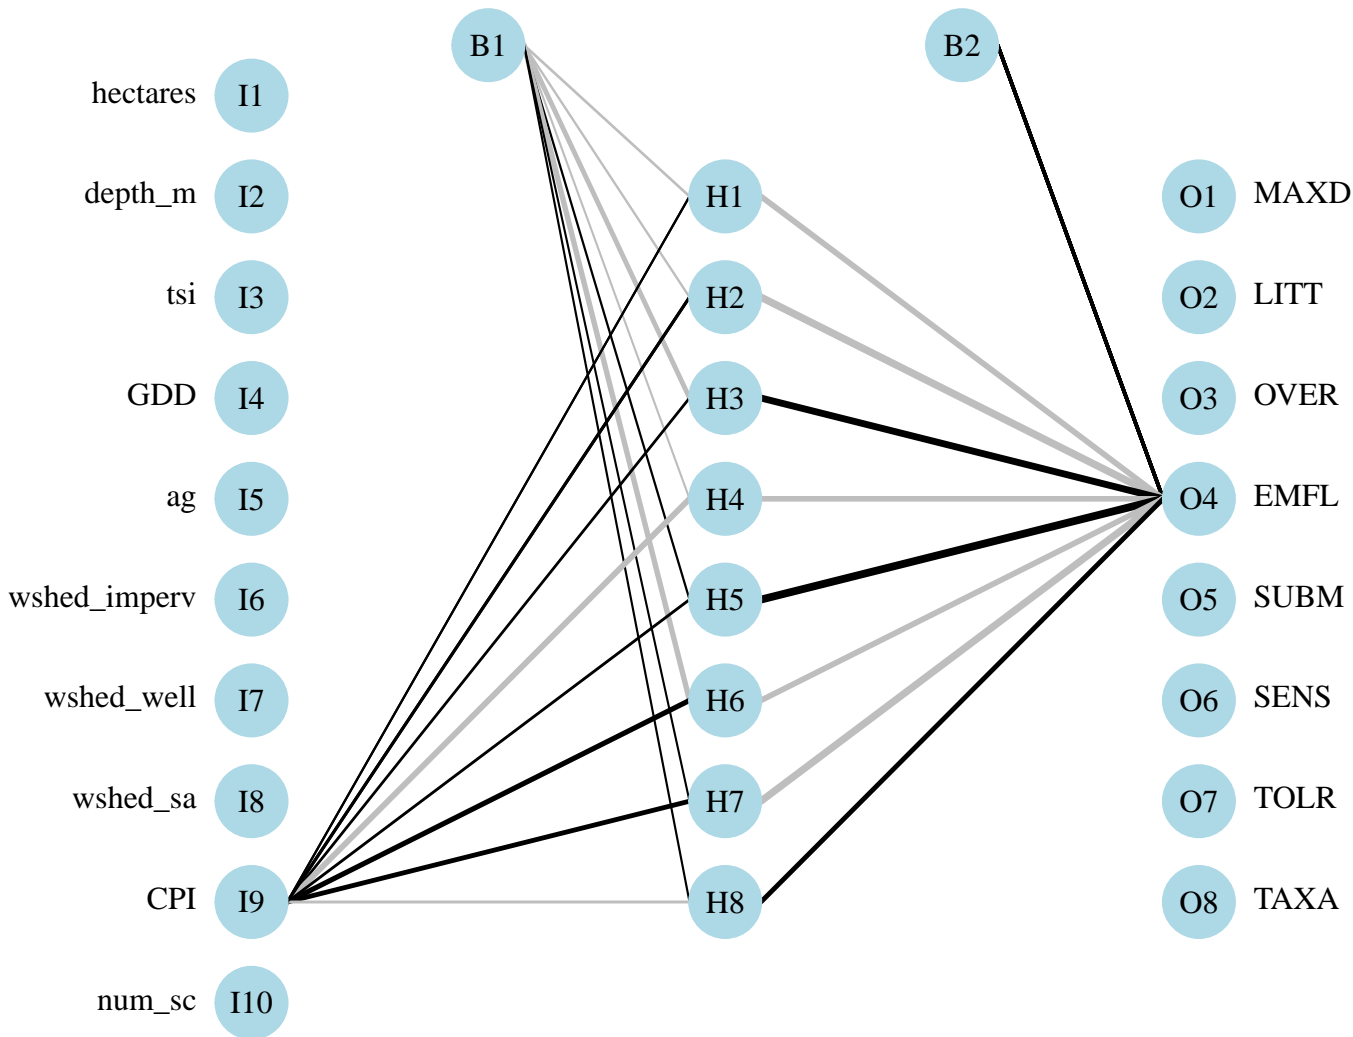 B1
B2
hectares I1
depth_m I2 H1 O1 MAXD
tsi I3 H2 O2 LITT
GDD I4 H3 O3 OVER
ag I5 H4 O4 EMFL
wshed_imperv I6 H5 O5 SUBM
wshed_well I7 H6 O6 SENS
wshed_sa I8 H7 O7 TOLR
CPI I9 H8 O8 TAXA
num_sc I10